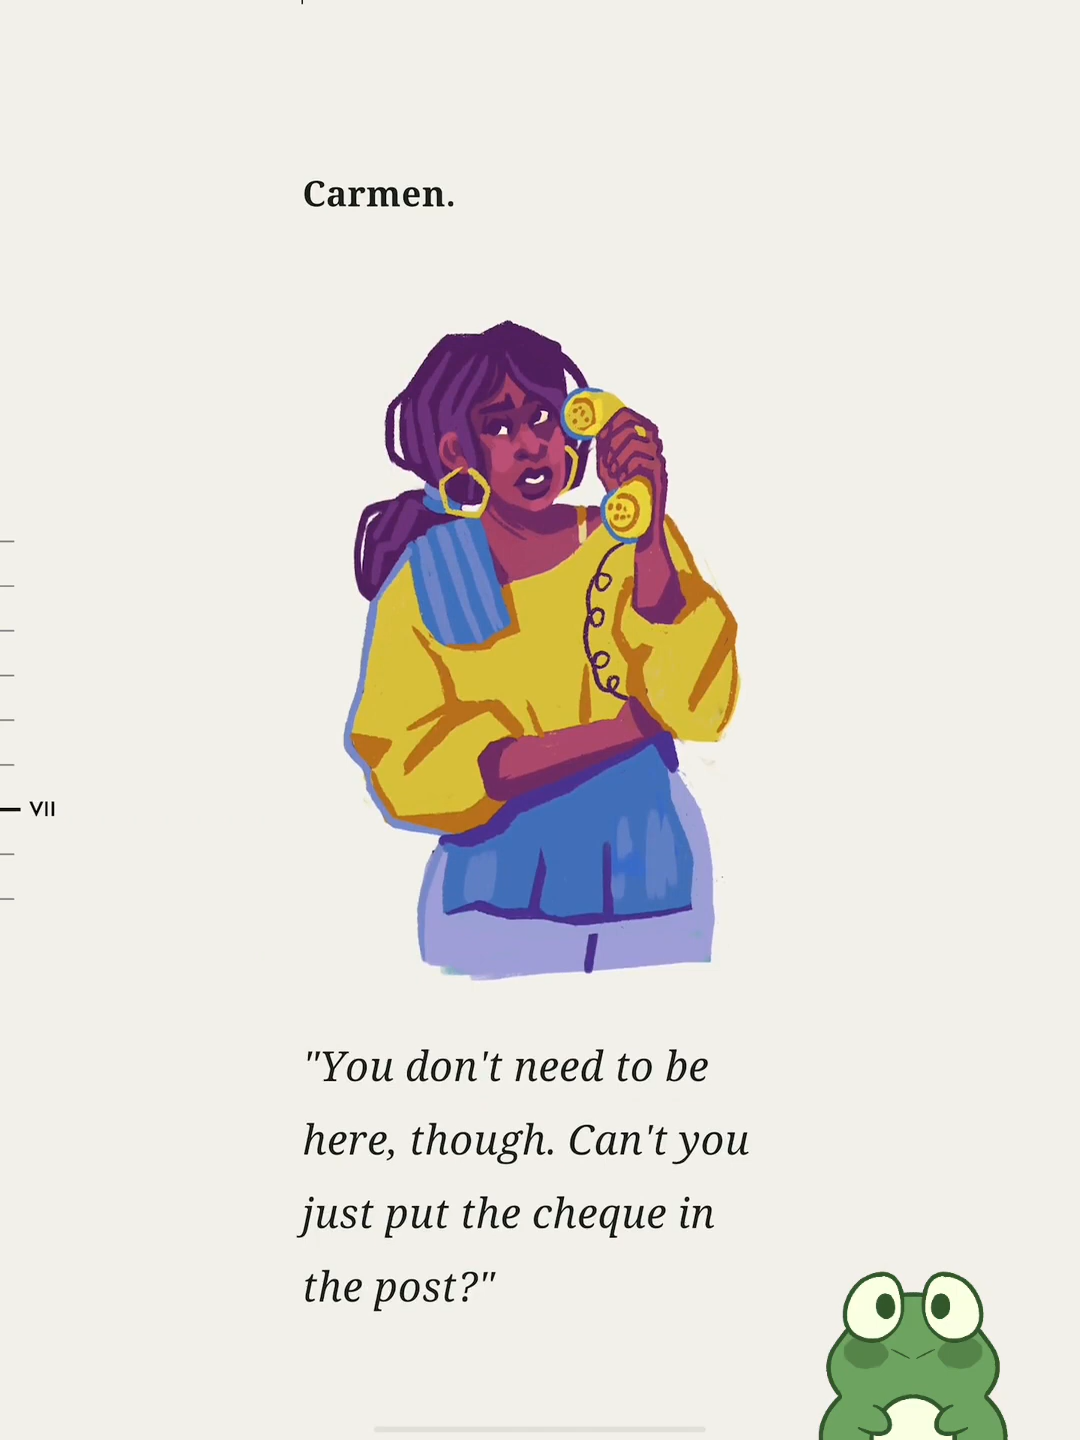 Carmen.
VII
"You don't need to be
here, though. Can't you
just put the cheque in
the post?"